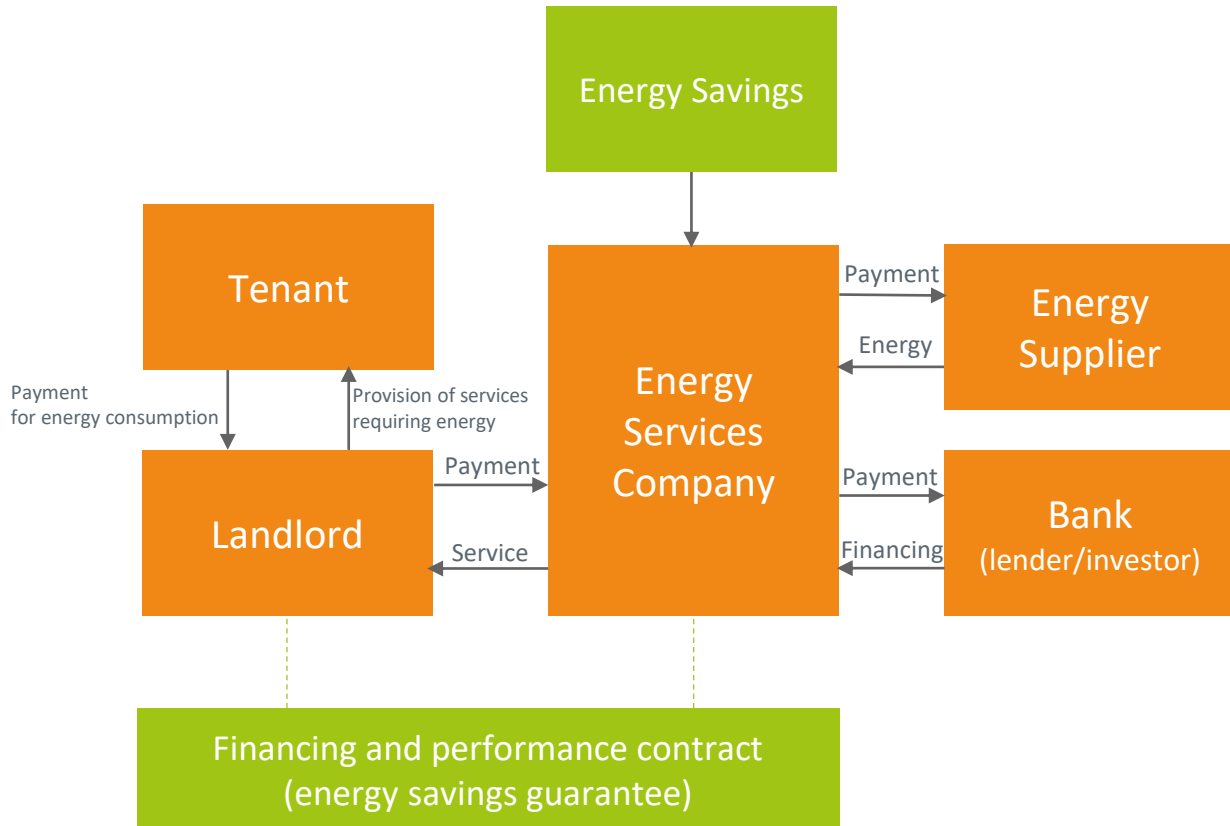 Energy Savings
Tenant
Payment
Energy
Supplier
Energy
Payment
for energy consumption
Provision of services
requiring energy
Energy
Services
Company
Landlord
Payment
Service
Payment
Financing
Bank
(lender/investor)
Financing and performance contract
(energy savings guarantee)